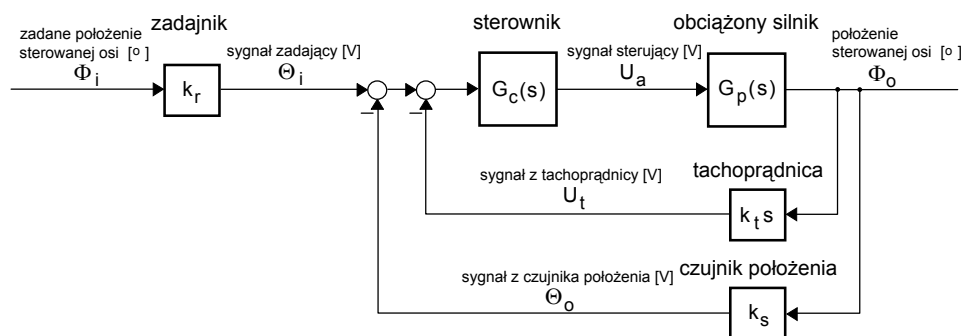 zadajnik
sterownik
obciążony silnik
zadane położenie
sterowanej osi [o]
Φi
sygnał zadający [V]
Θi
sygnał sterujący [V]
Ua
położenie
sterowanej osi [o]
Φo
kr
Gc(s)
Gp(s)
–
–
tachoprądnica
sygnał z tachoprądnicy [V]
Ut
kt s
czujnik położenia
sygnał z czujnika położenia [V]
Θo
ks